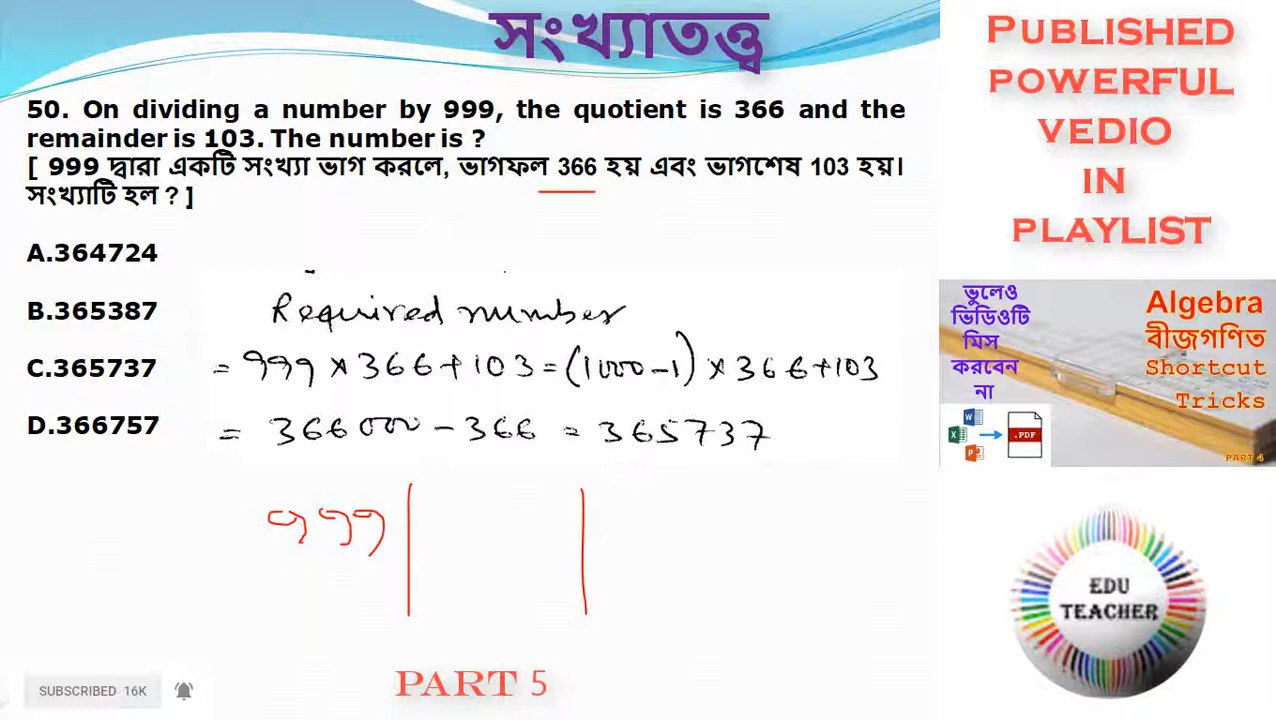 সংখ্যাতত্ত্ব
50. On dividing a number by 999, the quotient is 366 and the
remainder is 103. The number is ?
[ 999 দ্বারা একটি সংখ্যা ভাগ করলে, ভাগফল 366 হয় এবং ভাগশেষ 103 হয়।
সংখ্যাটি হল ? ]
A.364724
B.365387
C.365737
D.366757
Required number
= 999 × 366 + 103 = (1000 - 1) × 366 + 103
= 366000 - 366 = 365737
999
PART 5
SUBSCRIBED 16K
PUBLISHED
POWERFUL
VEDIO
IN
PLAYLIST
ভুলেও
ভিডিওটি
মিস
করবেন
না
Algebra
বীজগণিত
Shortcut
Tricks
.PDF
PART 4
EDU
TEACHER